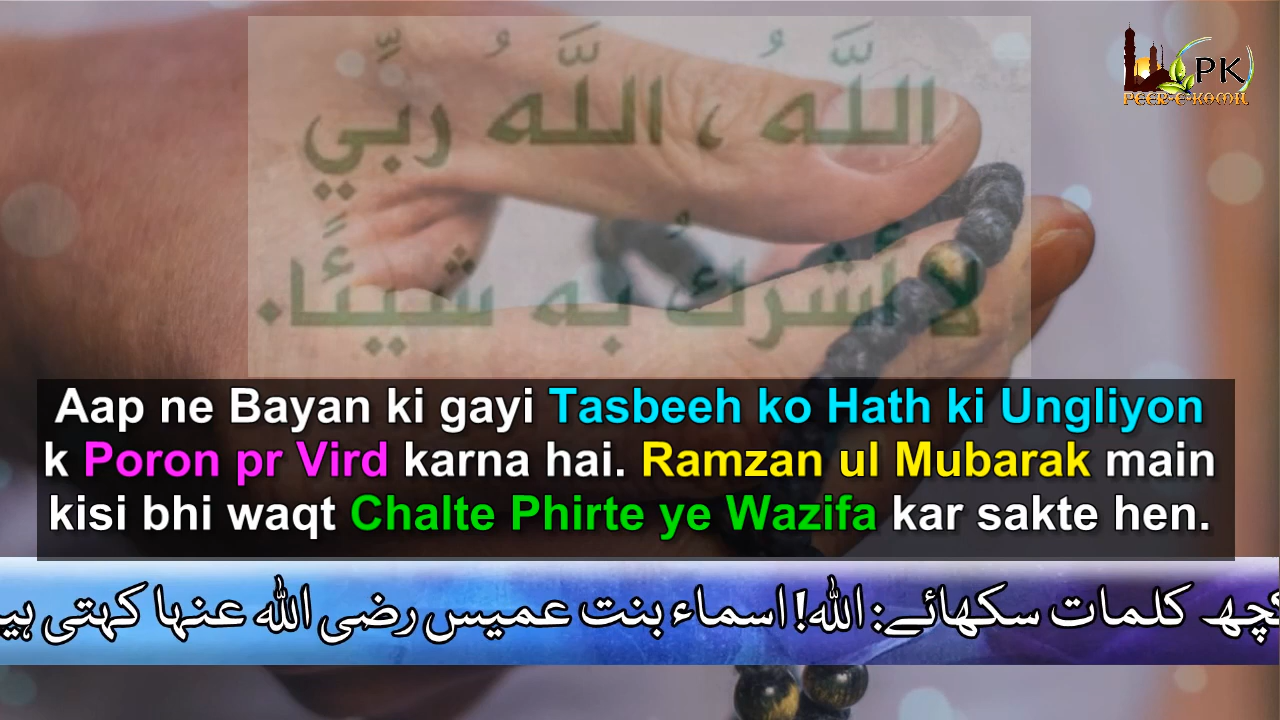 PK
PEER-E-KAMIL
اللَّهُ ، اللَّهُ رَبِّي
لا أُشْرِكُ بِهِ شَيْئًا.
Aap ne Bayan ki gayi Tasbeeh ko Hath ki Ungliyon
k Poron pr Vird karna hai. Ramzan ul Mubarak main
kisi bhi waqt Chalte Phirte ye Wazifa kar sakte hen.
کچھ کلمات سکھائے: اللہ! اسماء بنت عمیس رضی اللہ عنہا کہتی